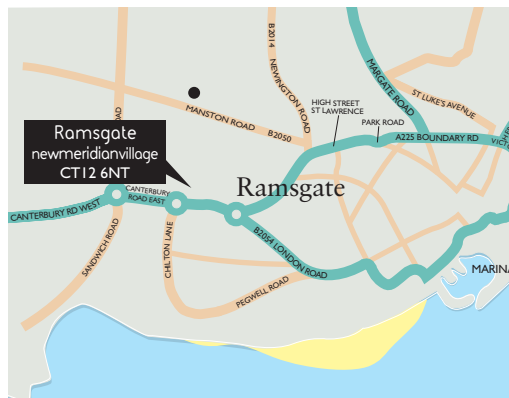 B2014
NEWINGTON ROAD
MARGATE ROAD
ST LUKE'S AVENUE
HIGH STREET
ST LAWRENCE
PARK ROAD
MANSTON ROAD
B2050
A225 BOUNDARY RD
ROAD
Ramsgate
newmeridianvillage
CT12 6NT
Ramsgate
CANTERBURY
ROAD EAST
CANTERBURY RD WEST
SANDWICH ROAD
CHILTON LANE
B2054 LONDON ROAD
PEGWELL ROAD
MARINA